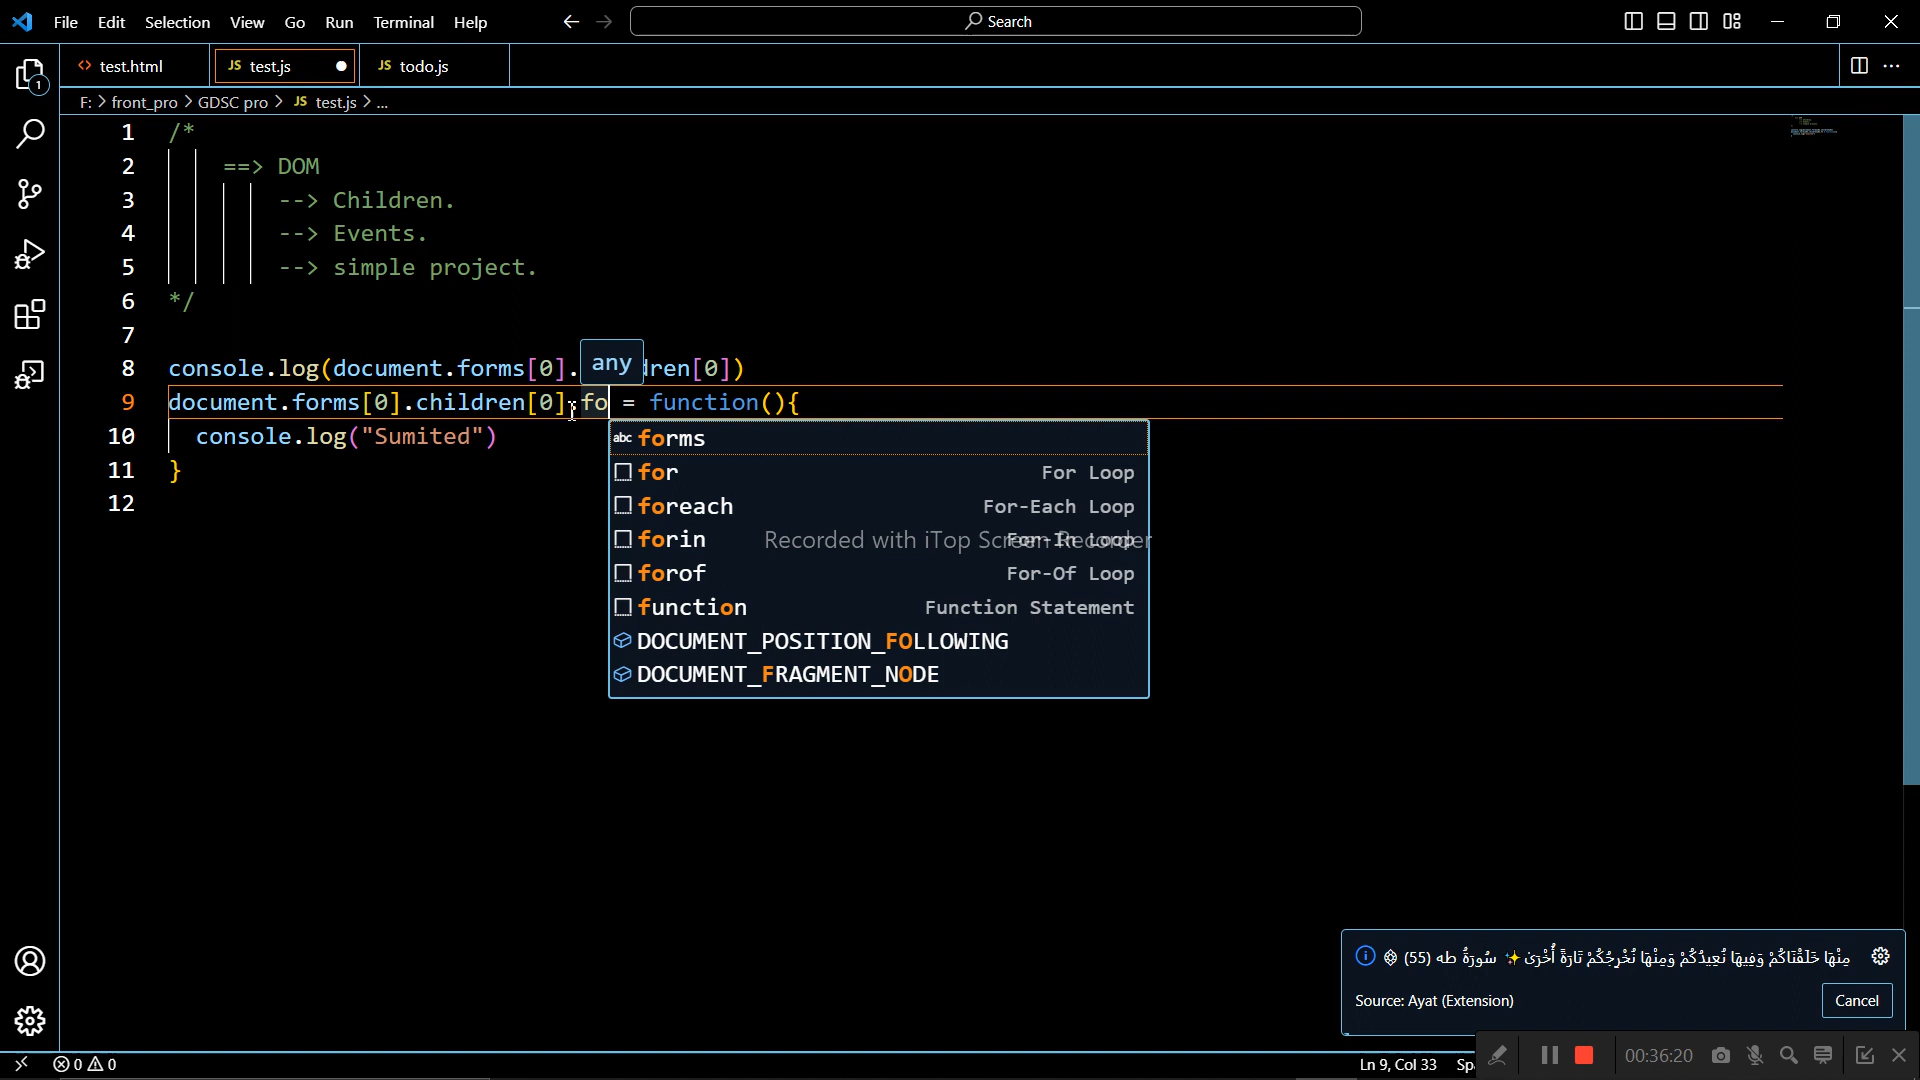 File Edit Selection View Go Run Terminal Help Search
test.html JS test.js JS todo.js
F: > front_pro > GDSC pro > JS test.js > ...
1 /*
2 ==> DOM
3 --> Children.
4 --> Events.
5 --> simple project.
6 */
7
any
8 console.log(document.forms[0]. dren[0])
9 document.forms[0].children[0].fo = function(){
10 console.log("Sumited")
11 }
12
abc forms
for For Loop
foreach For-Each Loop
forin For-In Loop
Recorded with iTop Screen Recorder
forof For-Of Loop
function Function Statement
DOCUMENT_POSITION_FOLLOWING
DOCUMENT_FRAGMENT_NODE
۞ مِنْهَا خَلَقْنَاكُمْ وَفِيهَا نُعِيدُكُمْ وَمِنْهَا نُخْرِجُكُمْ تَارَةً أُخْرَىٰ ✨ سُورَةُ طه (55)
Source: Ayat (Extension) Cancel
0 0 Ln 9, Col 33 Sp
00:36:20
1